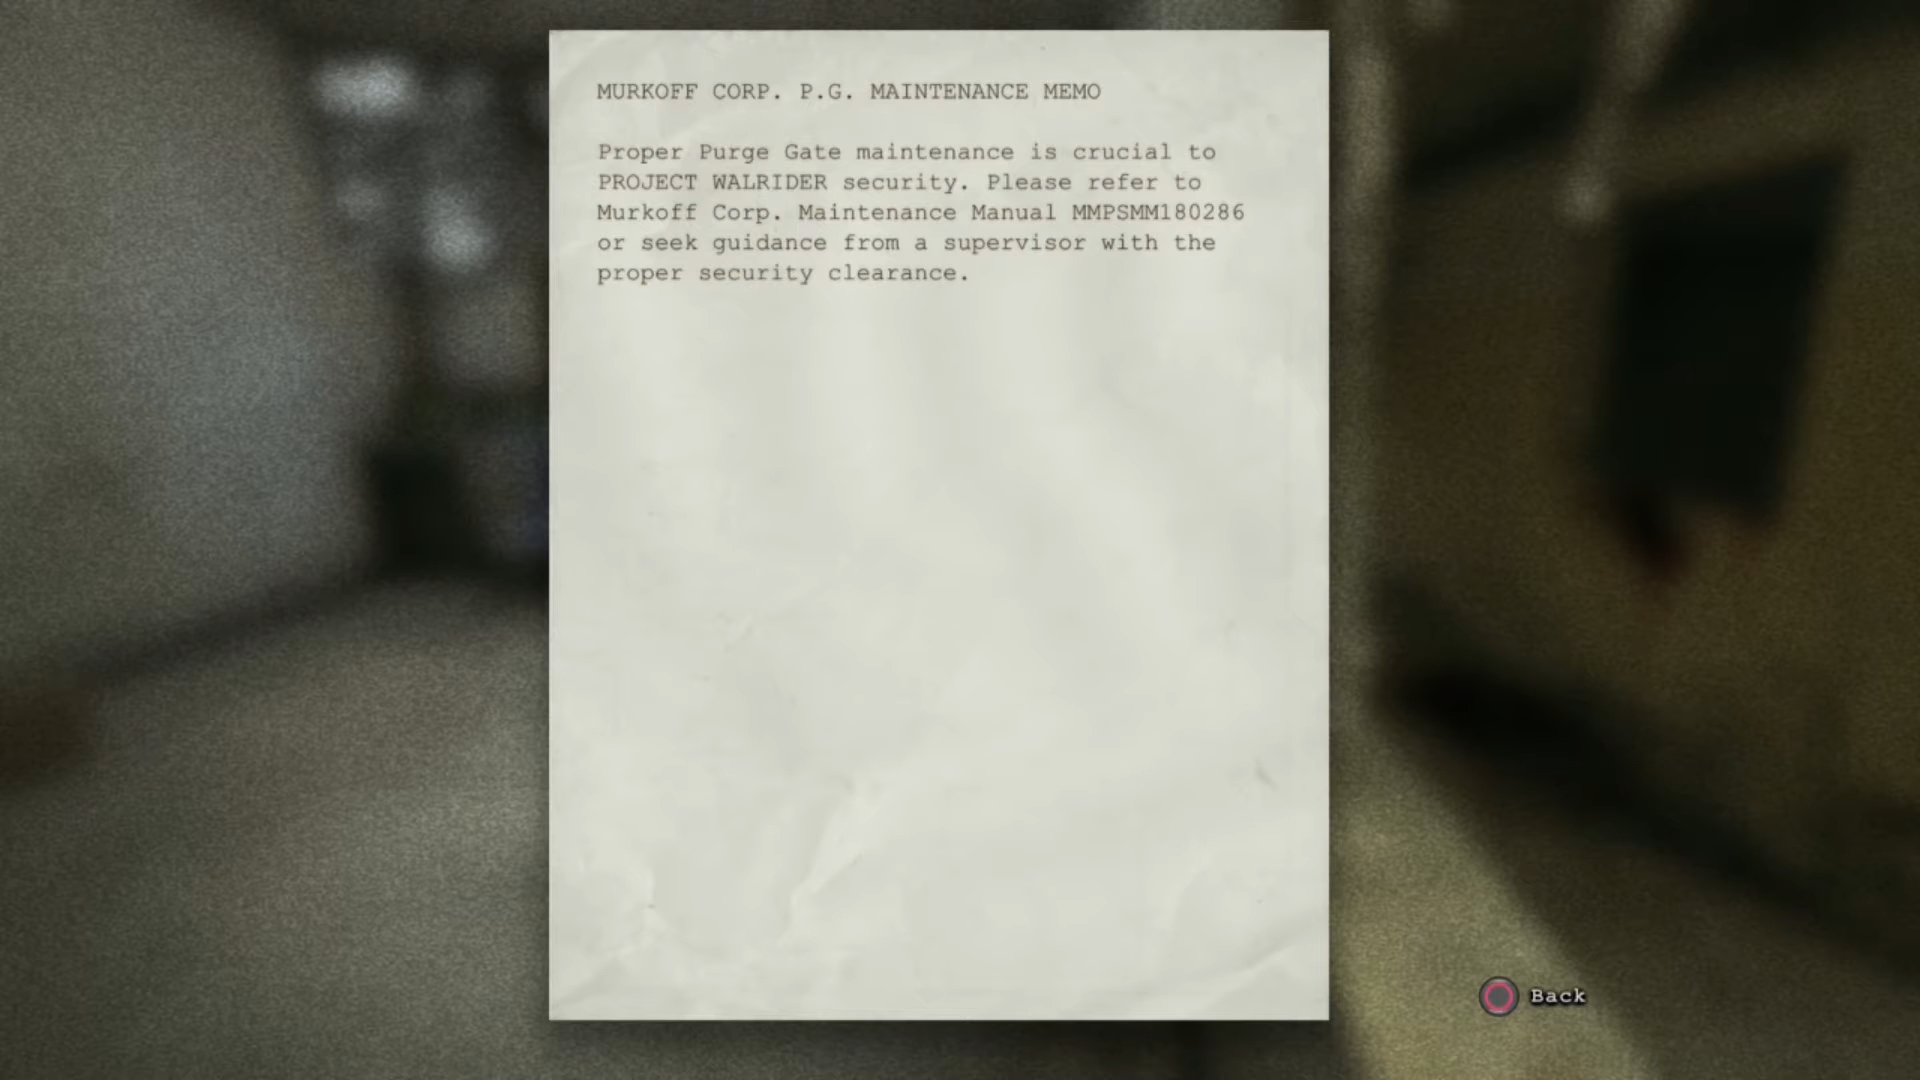 MURKOFF CORP. P.G. MAINTENANCE MEMO
Proper Purge Gate maintenance is crucial to
PROJECT WALRIDER security. Please refer to
Murkoff Corp. Maintenance Manual MMPSMM180286
or seek guidance from a supervisor with the
proper security clearance.
Back